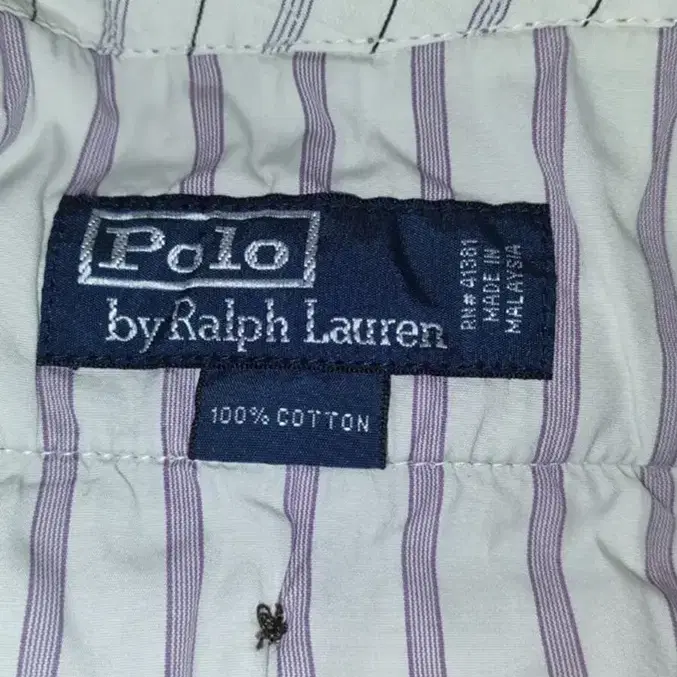 Polo
by Ralph Lauren
RN# 41381
MADE IN
MALAYSIA
100% COTTON